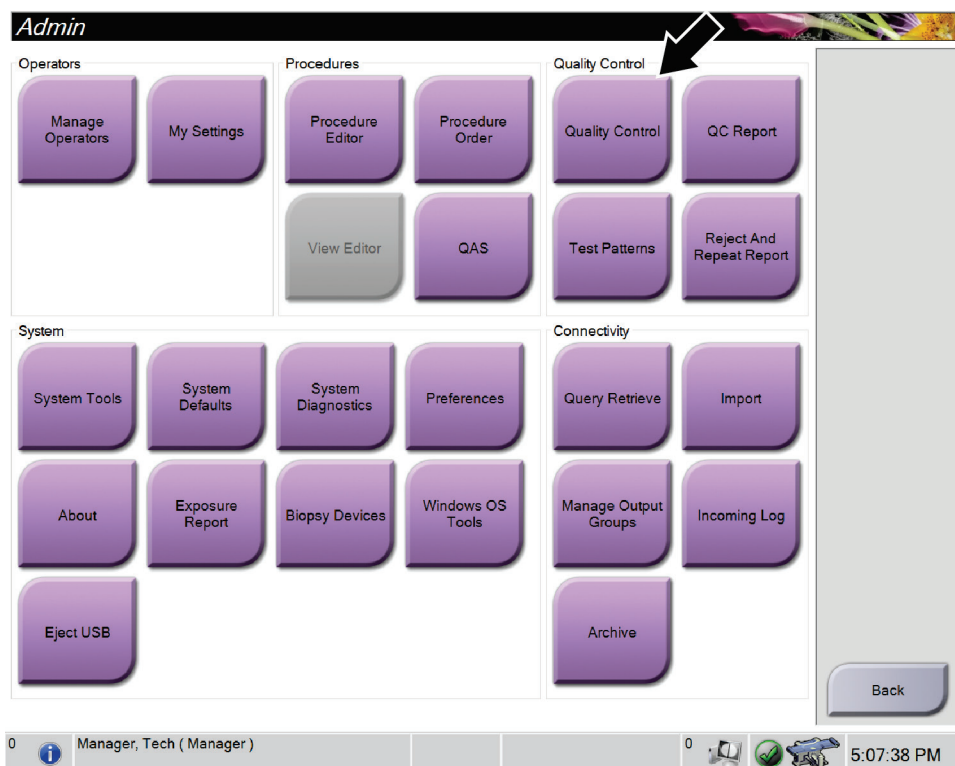 Admin
Operators
Manage
Operators
My Settings
Procedures
Procedure
Editor
Procedure
Order
View Editor
QAS
Quality Control
Quality Control
QC Report
Test Patterns
Reject And
Repeat Report
System
System Tools
System
Defaults
System
Diagnostics
Preferences
About
Exposure
Report
Biopsy Devices
Windows OS
Tools
Eject USB
Connectivity
Query Retrieve
Import
Manage Output
Groups
Incoming Log
Archive
Back
0
Manager, Tech ( Manager )
0
5:07:38 PM